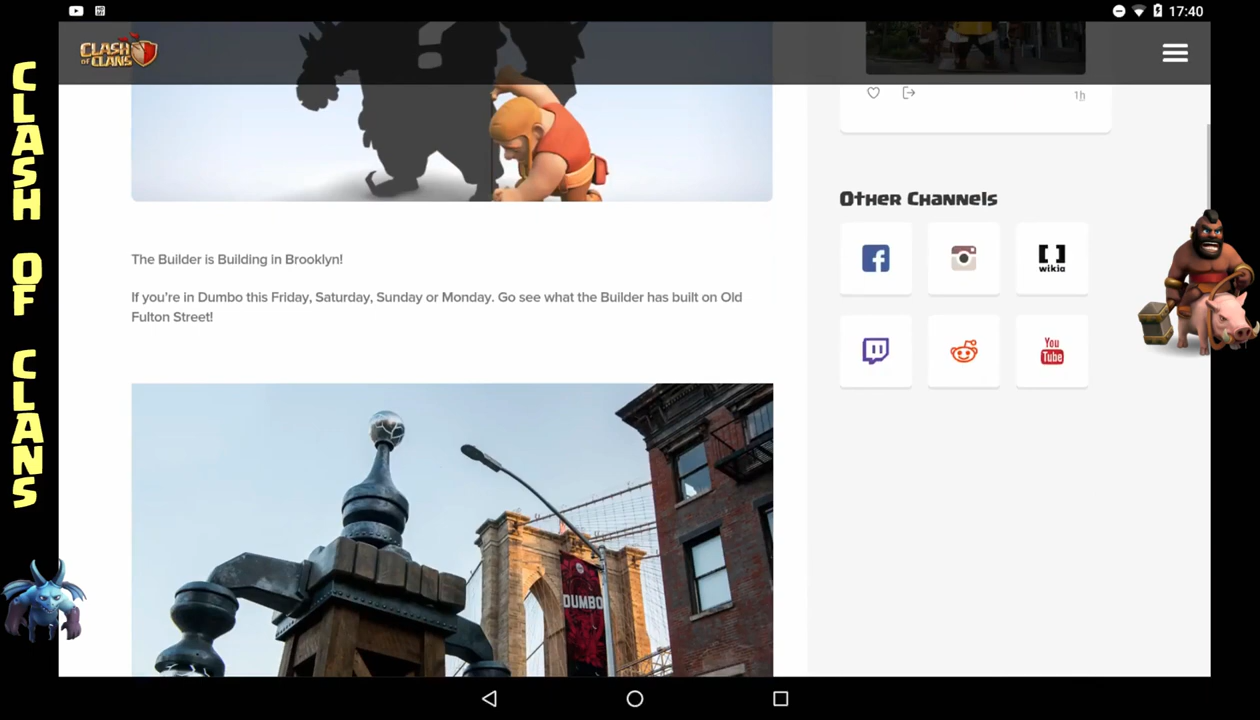 17:40
CLASH OF CLANS
CLASH OF CLANS
1h
Other Channels
wikia
You Tube
The Builder is Building in Brooklyn!
If you're in Dumbo this Friday, Saturday, Sunday or Monday. Go see what the Builder has built on Old
Fulton Street!
DUMBO